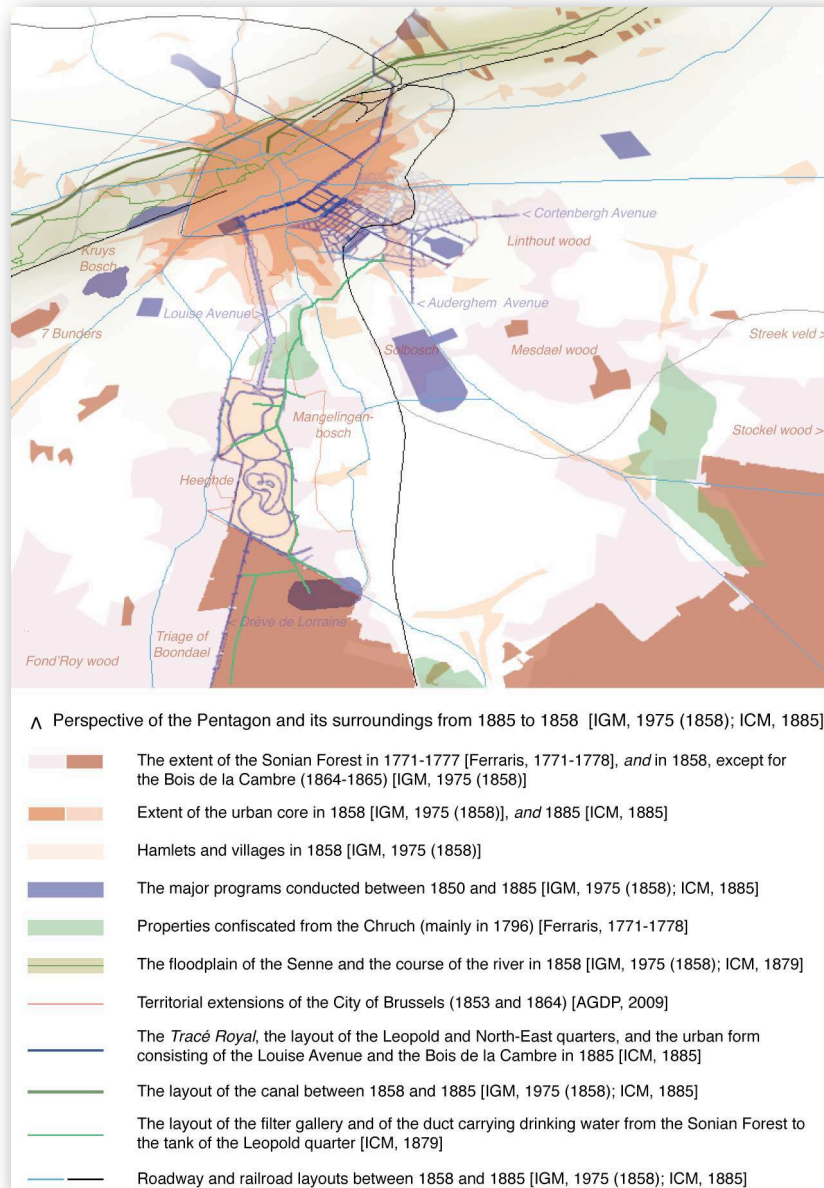 < Cortenbergh Avenue
Linthout wood
Kruys
Bosch
Louise Avenue >
< Auderghem Avenue
7 Bunders
Solbosch
Mesdael wood
Streek veld >
Mangelingen-
bosch
Stockel wood >
Heeghde
< Drève de Lorraine
Triage of
Boondael
Fond'Roy wood
∧ Perspective of the Pentagon and its surroundings from 1885 to 1858 [IGM, 1975 (1858); ICM, 1885]
The extent of the Sonian Forest in 1771-1777 [Ferraris, 1771-1778], and in 1858, except for
the Bois de la Cambre (1864-1865) [IGM, 1975 (1858)]
Extent of the urban core in 1858 [IGM, 1975 (1858)], and 1885 [ICM, 1885]
Hamlets and villages in 1858 [IGM, 1975 (1858)]
The major programs conducted between 1850 and 1885 [IGM, 1975 (1858); ICM, 1885]
Properties confiscated from the Chruch (mainly in 1796) [Ferraris, 1771-1778]
The floodplain of the Senne and the course of the river in 1858 [IGM, 1975 (1858); ICM, 1879]
Territorial extensions of the City of Brussels (1853 and 1864) [AGDP, 2009]
The Tracé Royal, the layout of the Leopold and North-East quarters, and the urban form
consisting of the Louise Avenue and the Bois de la Cambre in 1885 [ICM, 1885]
The layout of the canal between 1858 and 1885 [IGM, 1975 (1858); ICM, 1885]
The layout of the filter gallery and of the duct carrying drinking water from the Sonian Forest to
the tank of the Leopold quarter [ICM, 1879]
Roadway and railroad layouts between 1858 and 1885 [IGM, 1975 (1858); ICM, 1885]